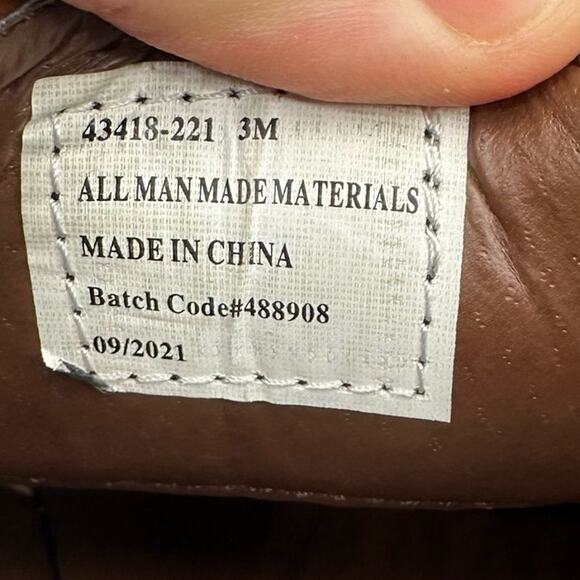 43418-221 3M
ALL MAN MADE MATERIALS
MADE IN CHINA
Batch Code#488908
-09/2021